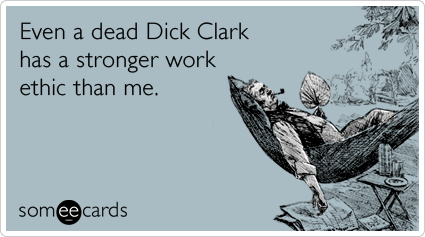 Even a dead Dick Clark
has a stronger work
ethic than me.
someecards